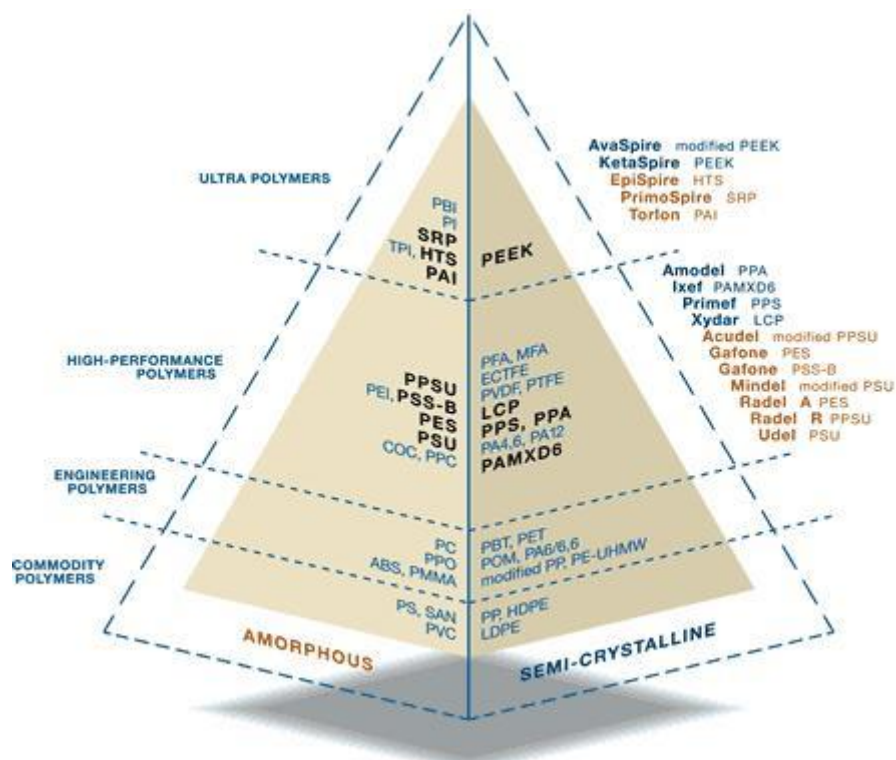 ULTRA POLYMERS
PBI
PI
SRP
TPI, HTS
PAI
PEEK
AvaSpire modified PEEK
KetaSpire PEEK
EpiSpire HTS
PrimoSpire SRP
Torlon PAI
HIGH-PERFORMANCE
POLYMERS
PPSU
PEI, PSS-B
PES
PSU
COC, PPC
PFA, MFA
ECTFE
PVDF, PTFE
LCP
PPS, PPA
PA4,6, PA12
PAMXD6
Amodel PPA
Ixef PAMXD6
Primef PPS
Xydar LCP
Acudel modified PPSU
Gafone PES
Gafone PSS-B
Mindel modified PSU
Radel A PES
Radel R PPSU
Udel PSU
ENGINEERING
POLYMERS
PC
PPO
ABS, PMMA
PBT, PET
POM, PA6/6,6
modified PP, PE-UHMW
COMMODITY
POLYMERS
PS, SAN
PVC
PP, HDPE
LDPE
AMORPHOUS
SEMI-CRYSTALLINE